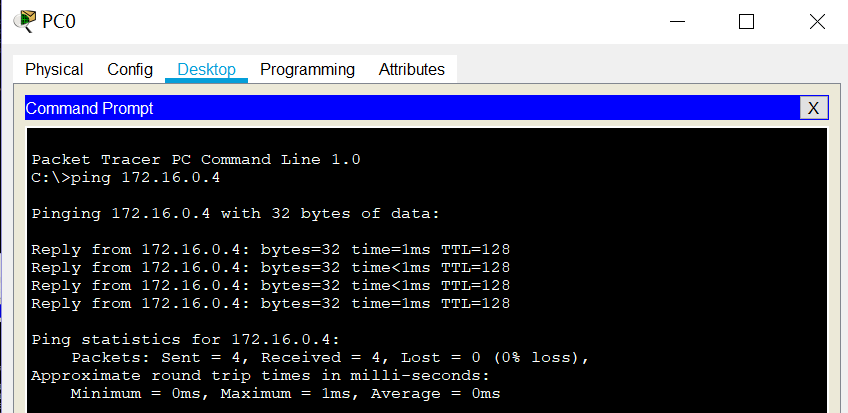 PC0
Physical Config Desktop Programming Attributes
Command Prompt X
Packet Tracer PC Command Line 1.0
C:\>ping 172.16.0.4
Pinging 172.16.0.4 with 32 bytes of data:
Reply from 172.16.0.4: bytes=32 time=1ms TTL=128
Reply from 172.16.0.4: bytes=32 time<1ms TTL=128
Reply from 172.16.0.4: bytes=32 time<1ms TTL=128
Reply from 172.16.0.4: bytes=32 time=1ms TTL=128
Ping statistics for 172.16.0.4:
    Packets: Sent = 4, Received = 4, Lost = 0 (0% loss),
Approximate round trip times in milli-seconds:
    Minimum = 0ms, Maximum = 1ms, Average = 0ms